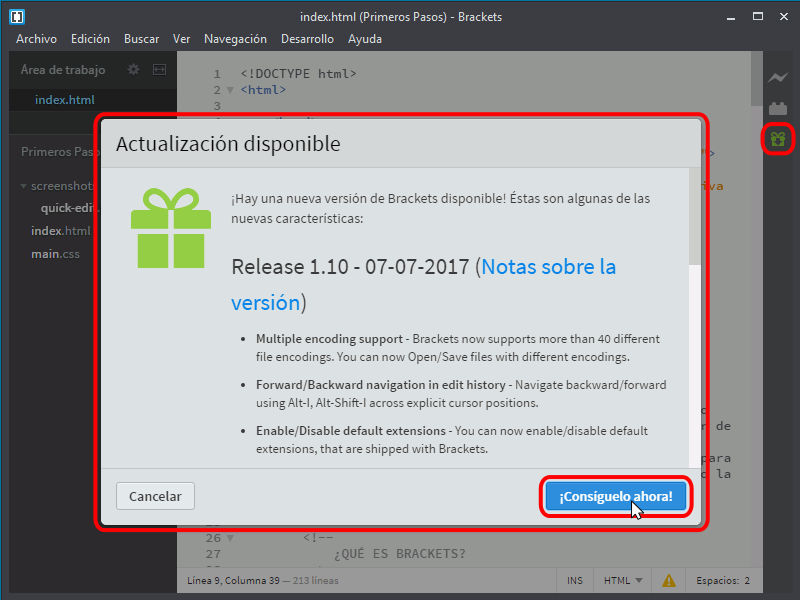 index.html (Primeros Pasos) - Brackets
Archivo Edición Buscar Ver Navegación Desarrollo Ayuda
Área de trabajo
index.html
Primeros Paso
screenshots
quick-edit.
index.html
main.css
1 <!DOCTYPE html>
2 <html>
3
Actualización disponible
¡Hay una nueva versión de Brackets disponible! Éstas son algunas de las
nuevas características:
Release 1.10 - 07-07-2017 (Notas sobre la
versión)
• Multiple encoding support - Brackets now supports more than 40 different
file encodings. You can now Open/Save files with different encodings.
• Forward/Backward navigation in edit history - Navigate backward/forward
using Alt-I, Alt-Shift-I across explicit cursor positions.
• Enable/Disable default extensions - You can now enable/disable default
extensions, that are shipped with Brackets.
Cancelar
¡Consíguelo ahora!
">
iva
r de
para
la
26 <!--
27 ¿QUÉ ES BRACKETS?
Línea 9, Columna 39 — 213 líneas
INS HTML Espacios: 2